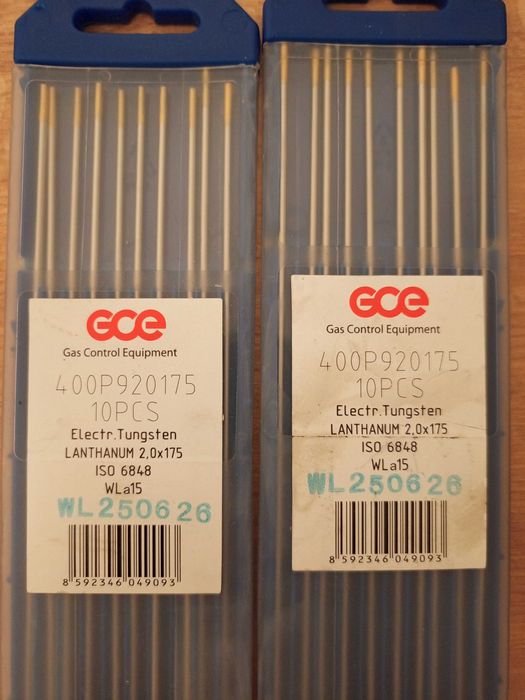 GCE
Gas Control Equipment
400P920175
10PCS
Electr.Tungsten
LANTHANUM 2,0x175
ISO 6848
WLa15
WL250626
8 592346 049093
GCE
Gas Control Equipment
400P920175
10PCS
Electr.Tungsten
LANTHANUM 2,0x175
ISO 6848
WLa15
WL250626
8 592346 049093